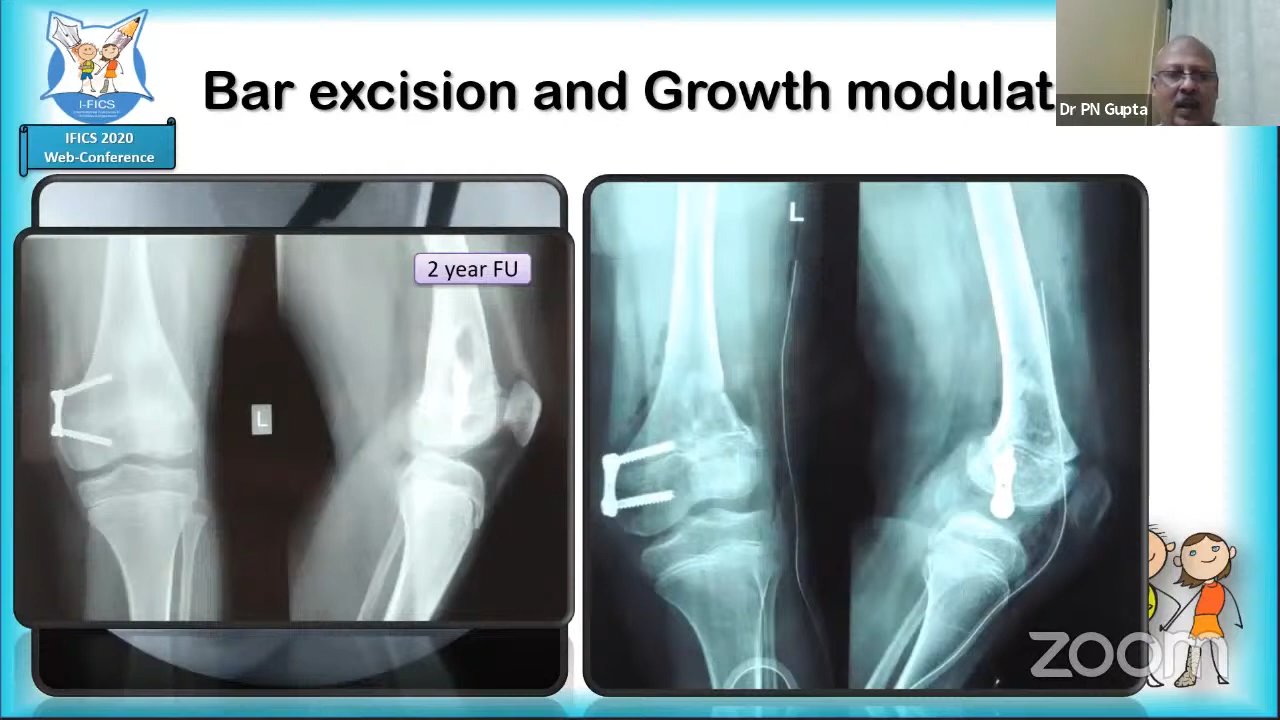 I-FICS
IFICS 2020
Web-Conference
Bar excision and Growth modulat
Dr PN Gupta
2 year FU
L
L
zoom